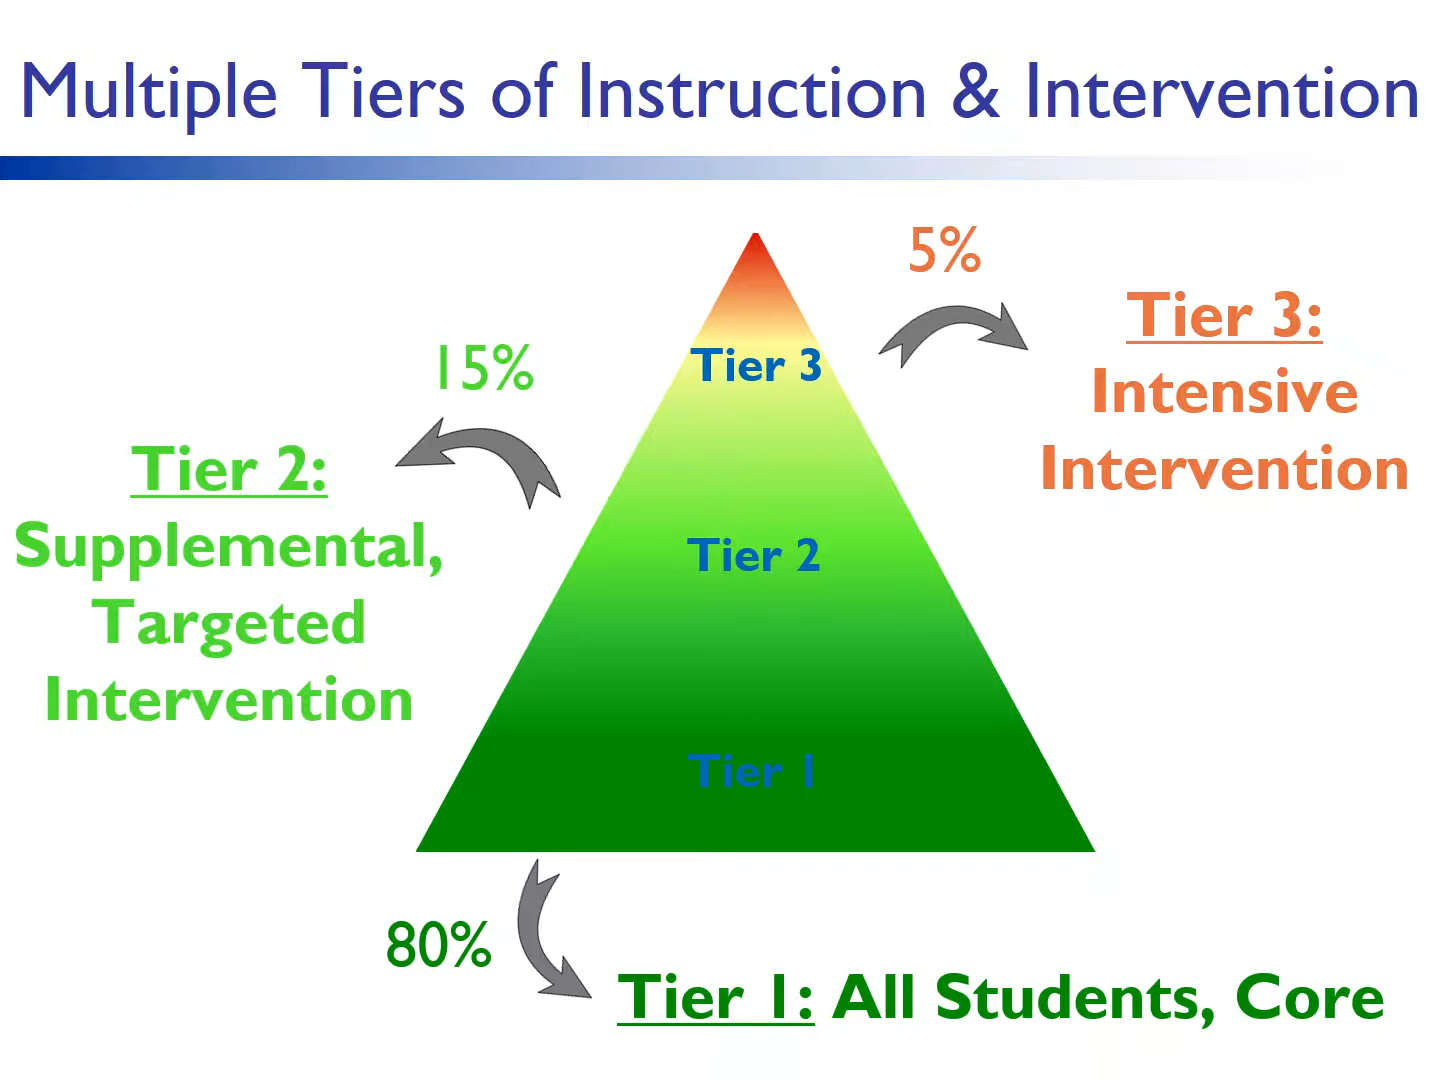 Multiple Tiers of Instruction & Intervention
5%
Tier 3:
Intensive
Intervention
15%
Tier 2:
Supplemental,
Targeted
Intervention
Tier 3
Tier 2
Tier 1
80%
Tier 1: All Students, Core